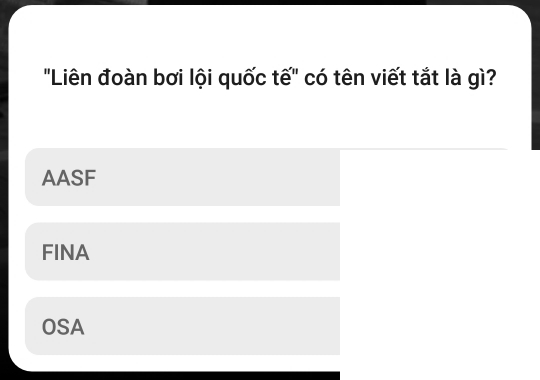 "Liên đoàn bơi lội quốc tế" có tên viết tắt là gì?
AASF
FINA
OSA